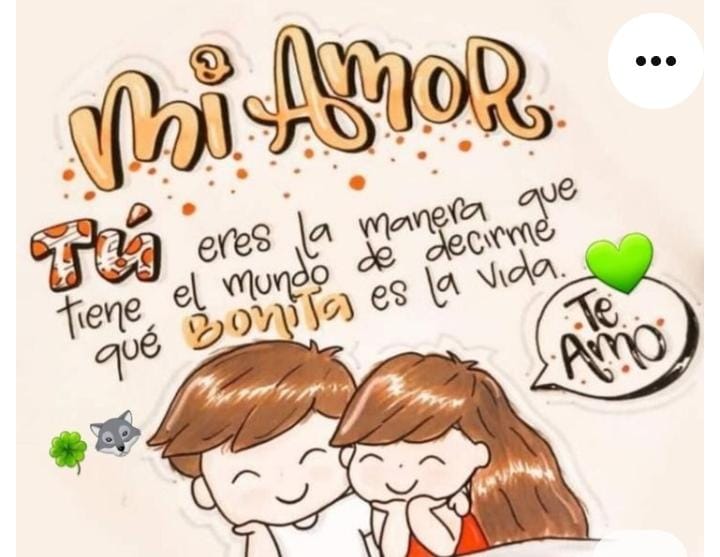 mi Amor
Tú eres la manera que
tiene el mundo de decirme
qué Bonita es la vida.
Te
Amo